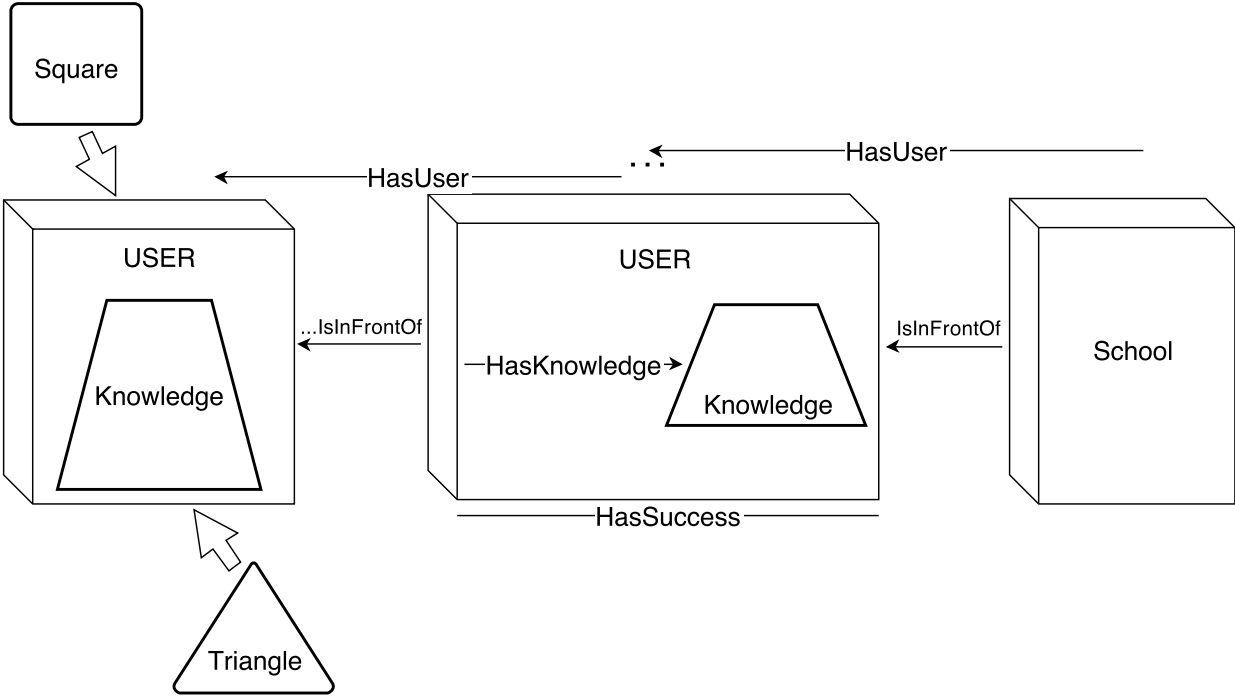 Square
HasUser
...
HasUser
USER
Knowledge
...IsInFrontOf
USER
HasKnowledge
Knowledge
HasSuccess
IsInFrontOf
School
Triangle